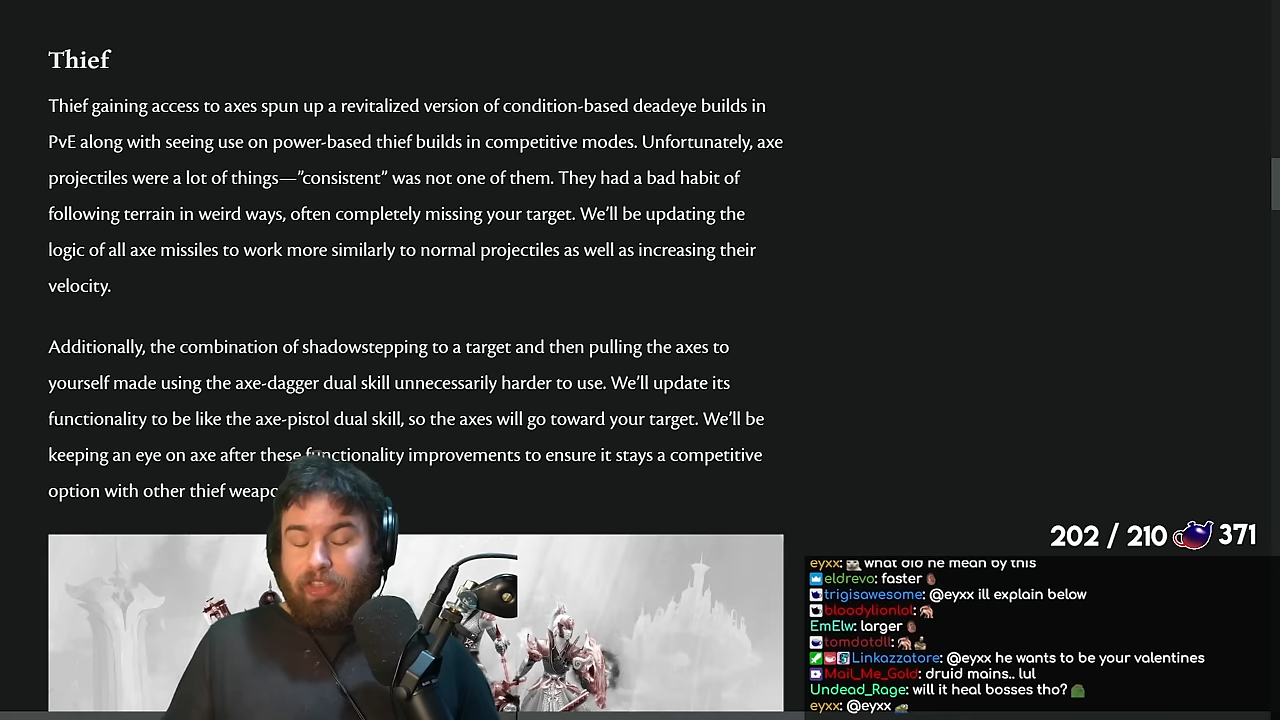 Thief
Thief gaining access to axes spun up a revitalized version of condition-based deadeye builds in
PvE along with seeing use on power-based thief builds in competitive modes. Unfortunately, axe
projectiles were a lot of things—”consistent” was not one of them. They had a bad habit of
following terrain in weird ways, often completely missing your target. We’ll be updating the
logic of all axe missiles to work more similarly to normal projectiles as well as increasing their
velocity.
Additionally, the combination of shadowstepping to a target and then pulling the axes to
yourself made using the axe-dagger dual skill unnecessarily harder to use. We’ll update its
functionality to be like the axe-pistol dual skill, so the axes will go toward your target. We’ll be
keeping an eye on axe after these functionality improvements to ensure it stays a competitive
option with other thief
202 / 210 371
eyxx: what did he mean by this
eldrevo: faster
trigisawesome: @eyxx ill explain below
bloodylionlol:
EmElw: larger
tomdotdll:
Linkazzatore: @eyxx he wants to be your valentines
Mail_Me_Gold: druid mains.. lul
Undead_Rage: will it heal bosses tho?
eyxx: @eyxx